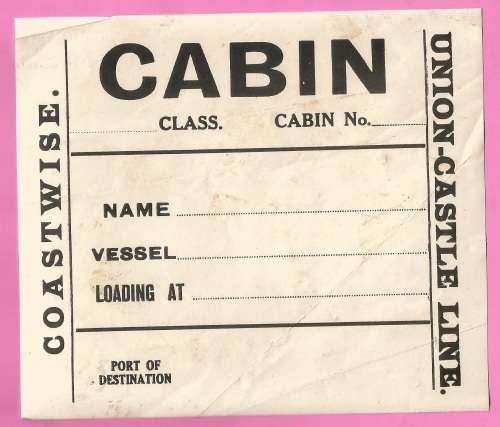 CABIN
CLASS. CABIN No.
NAME
VESSEL
LOADING AT
PORT OF
DESTINATION
COASTWISE.
UNION-CASTLE LINE.